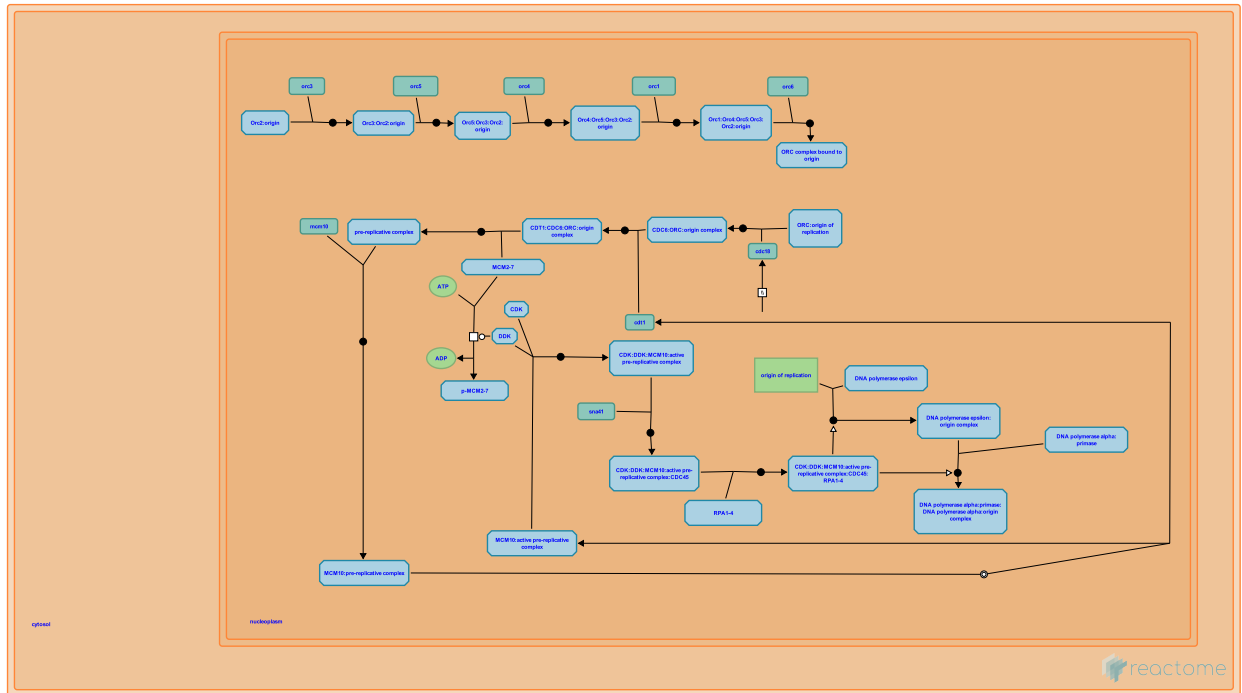 orc3
orc5
orc4
orc1
orc6
Orc2:origin
Orc3:Orc2:origin
Orc5:Orc3:Orc2:
origin
Orc4:Orc5:Orc3:Orc2:
origin
Orc1:Orc4:Orc5:Orc3:
Orc2:origin
ORC complex bound to
origin
mcm10
pre-replicative complex
CDT1:CDC6:ORC:origin
complex
CDC6:ORC:origin complex
ORC:origin of
replication
cdc18
MCM2-7
ATP
CDK
DDK
cdt1
ADP
p-MCM2-7
CDK:DDK:MCM10:active
pre-replicative complex
origin of replication
DNA polymerase epsilon
sna41
DNA polymerase epsilon:
origin complex
DNA polymerase alpha:
primase
CDK:DDK:MCM10:active pre-
replicative complex:CDC45
CDK:DDK:MCM10:active pre-
replicative complex:CDC45:
RPA1-4
RPA1-4
DNA polymerase alpha:primase:
DNA polymerase alpha:origin
complex
MCM10:active pre-replicative
complex
MCM10:pre-replicative complex
cytosol
nucleoplasm
reactome